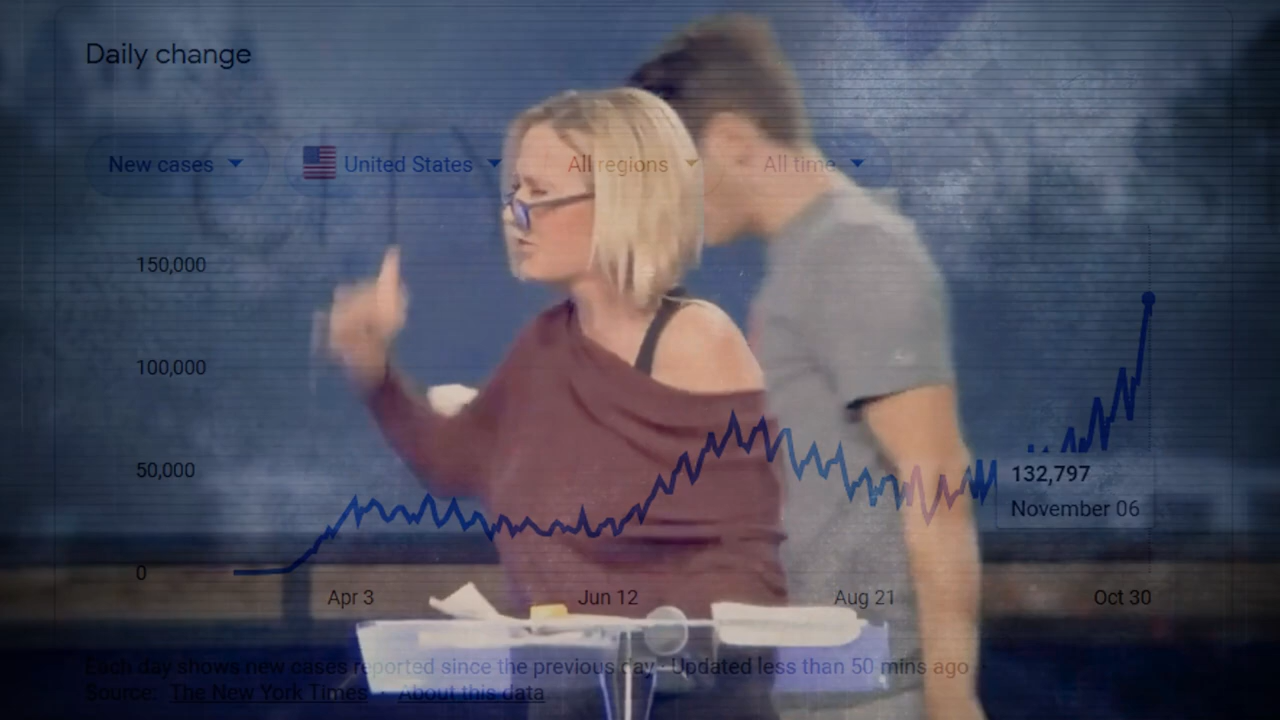 Daily change
New cases United States All regions All time
150,000
100,000
50,000
0
132,797
November 06
Apr 3 Jun 12 Aug 21 Oct 30
Each day shows new cases reported since the previous day · Updated less than 50 mins ago ·
Source: The New York Times · About this data